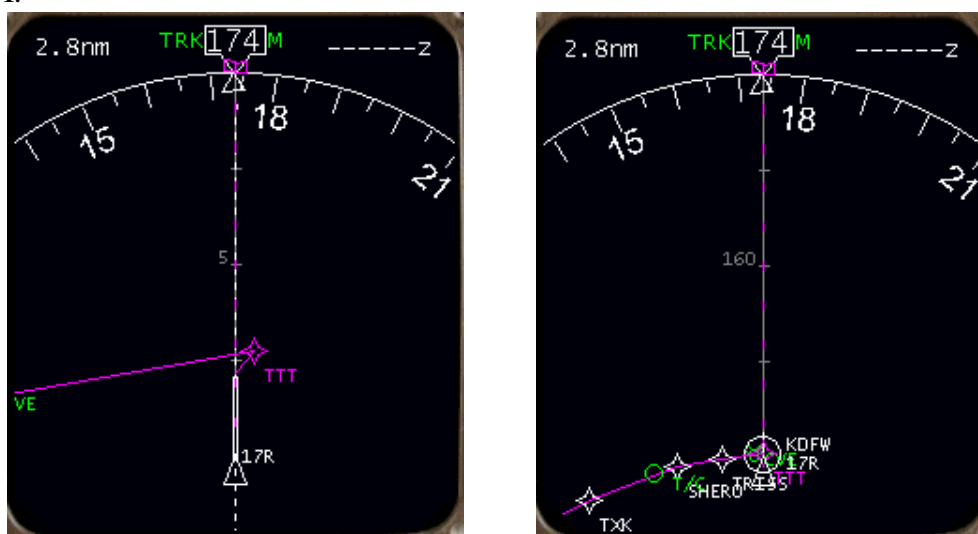 2.8nm TRK 174 M ------z
15 18 21
5
TTT
VE
17R
2.8nm TRK 174 M ------z
15 18 21
160
KDFW
17R
TTT
T/C
SHERO
TXK